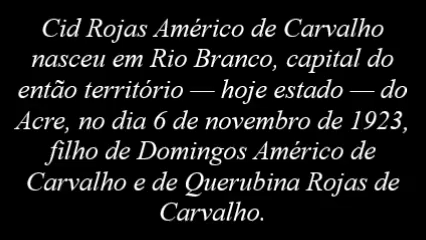 Cid Rojas Américo de Carvalho
nasceu em Rio Branco, capital do
então território — hoje estado — do
Acre, no dia 6 de novembro de 1923,
filho de Domingos Américo de
Carvalho e de Querubina Rojas de
Carvalho.